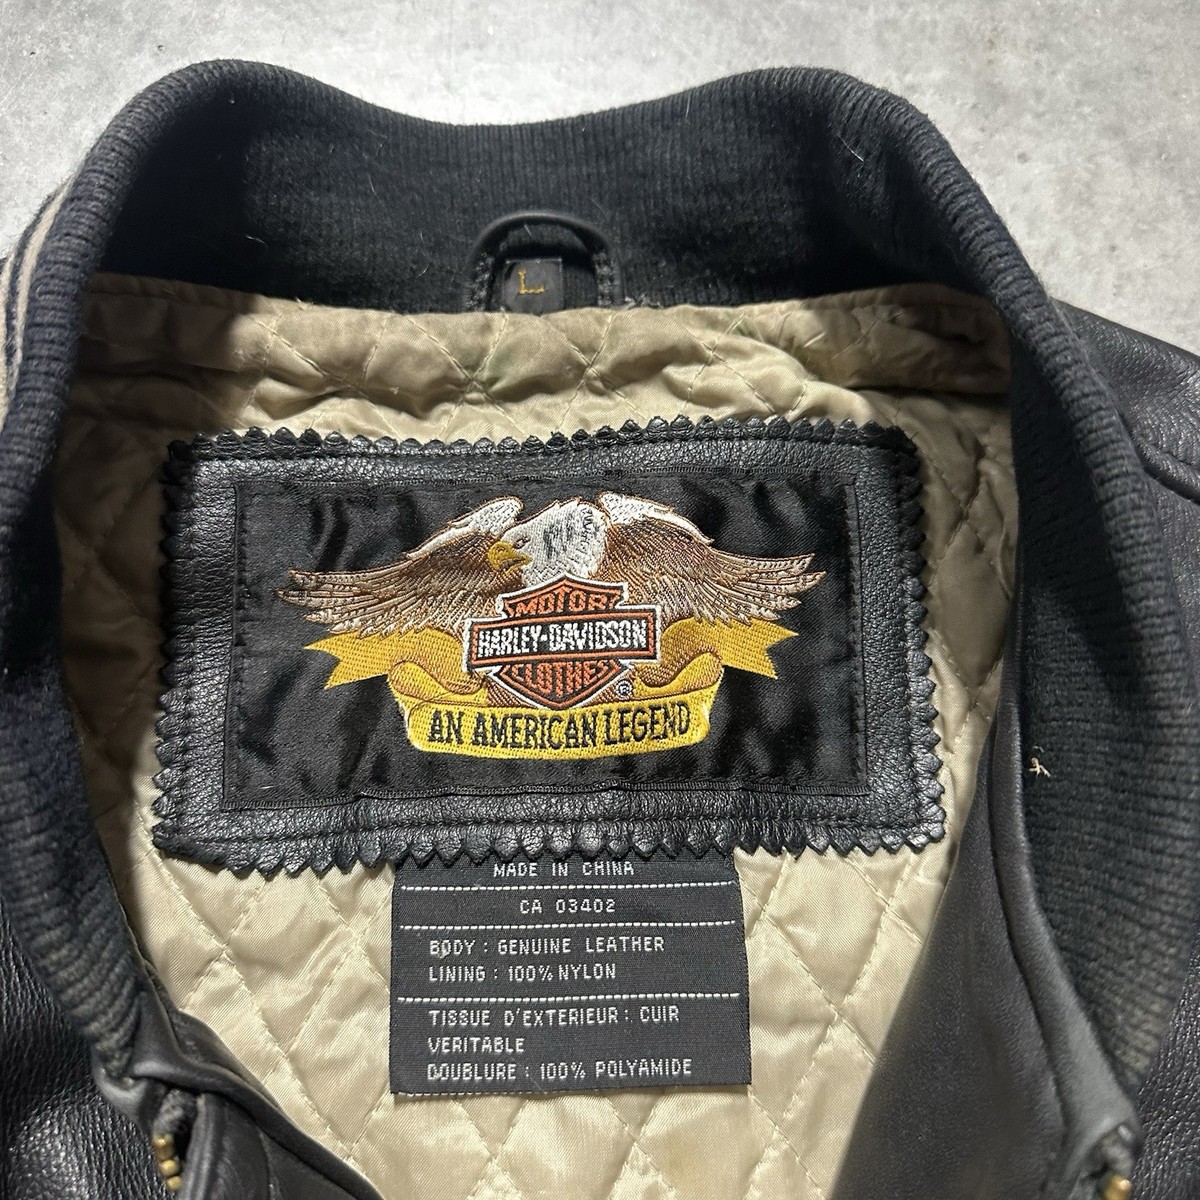 L
MOTOR
HARLEY-DAVIDSON
CLOTHES
®
AN AMERICAN LEGEND
MADE IN CHINA
CA 03402
BODY : GENUINE LEATHER
LINING : 100% NYLON
TISSUE D'EXTERIEUR : CUIR
VERITABLE
DOUBLURE : 100% POLYAMIDE